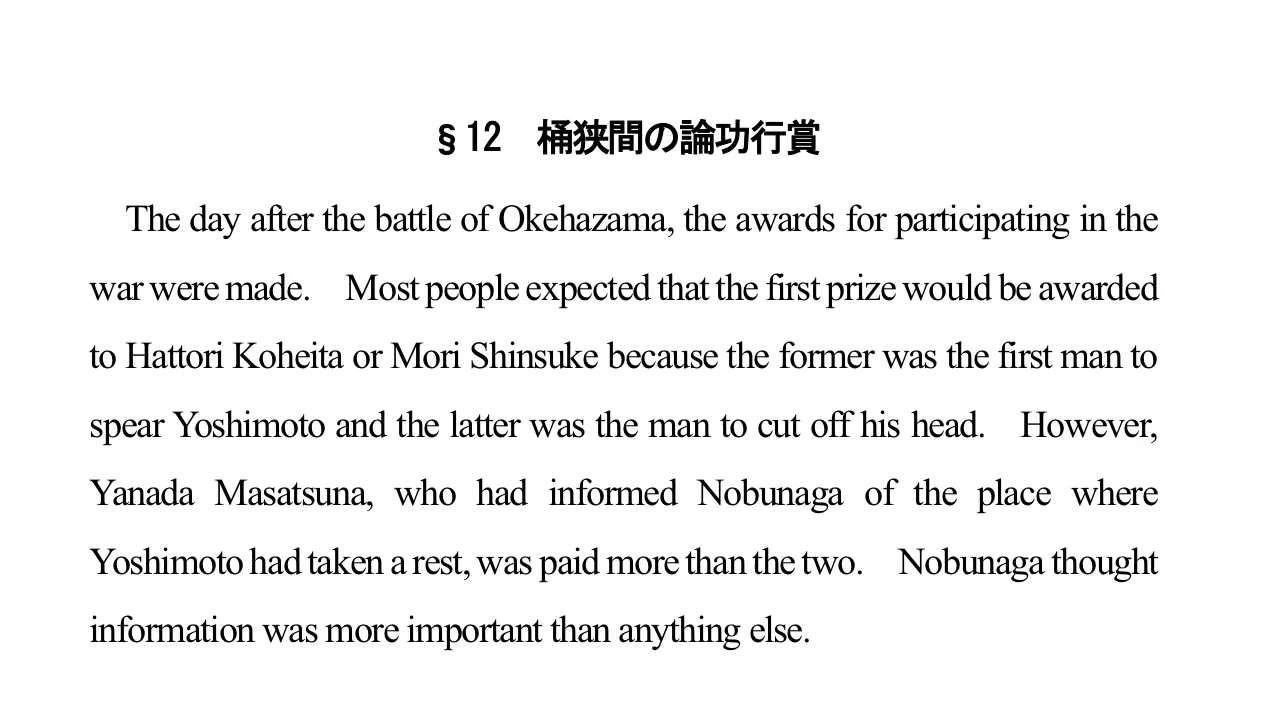 §12　桶狭間の論功行賞
The day after the battle of Okehazama, the awards for participating in the
war were made.　Most people expected that the first prize would be awarded
to Hattori Koheita or Mori Shinsuke because the former was the first man to
spear Yoshimoto and the latter was the man to cut off his head.　However,
Yanada Masatsuna, who had informed Nobunaga of the place where
Yoshimoto had taken a rest, was paid more than the two.　Nobunaga thought
information was more important than anything else.